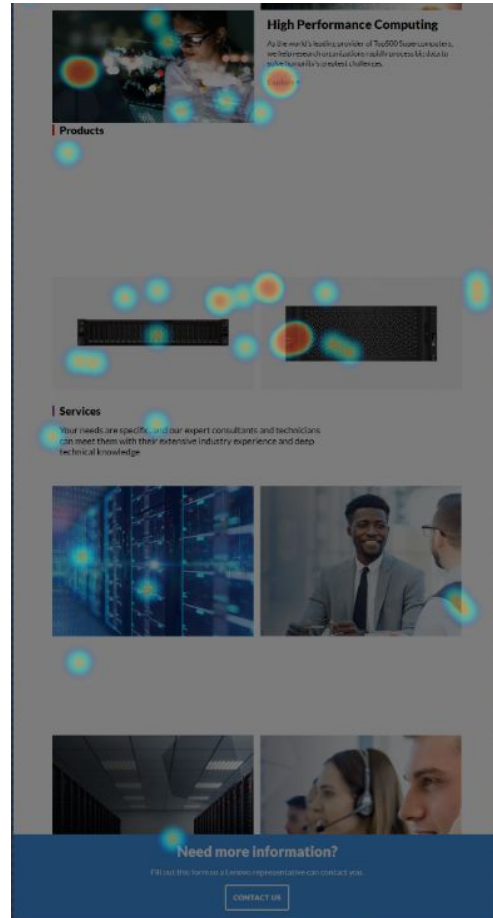 High Performance Computing
As the world's leading provider of Top500 Supercomputers,
we help research organizations rapidly process big data to
solve humanity's greatest challenges.
Products
Services
Your needs are specific, and our expert consultants and technicians
can meet them with their extensive industry experience and deep
technical knowledge
Need more information?
Fill out this form so a Lenovo representative can contact you.
CONTACT US